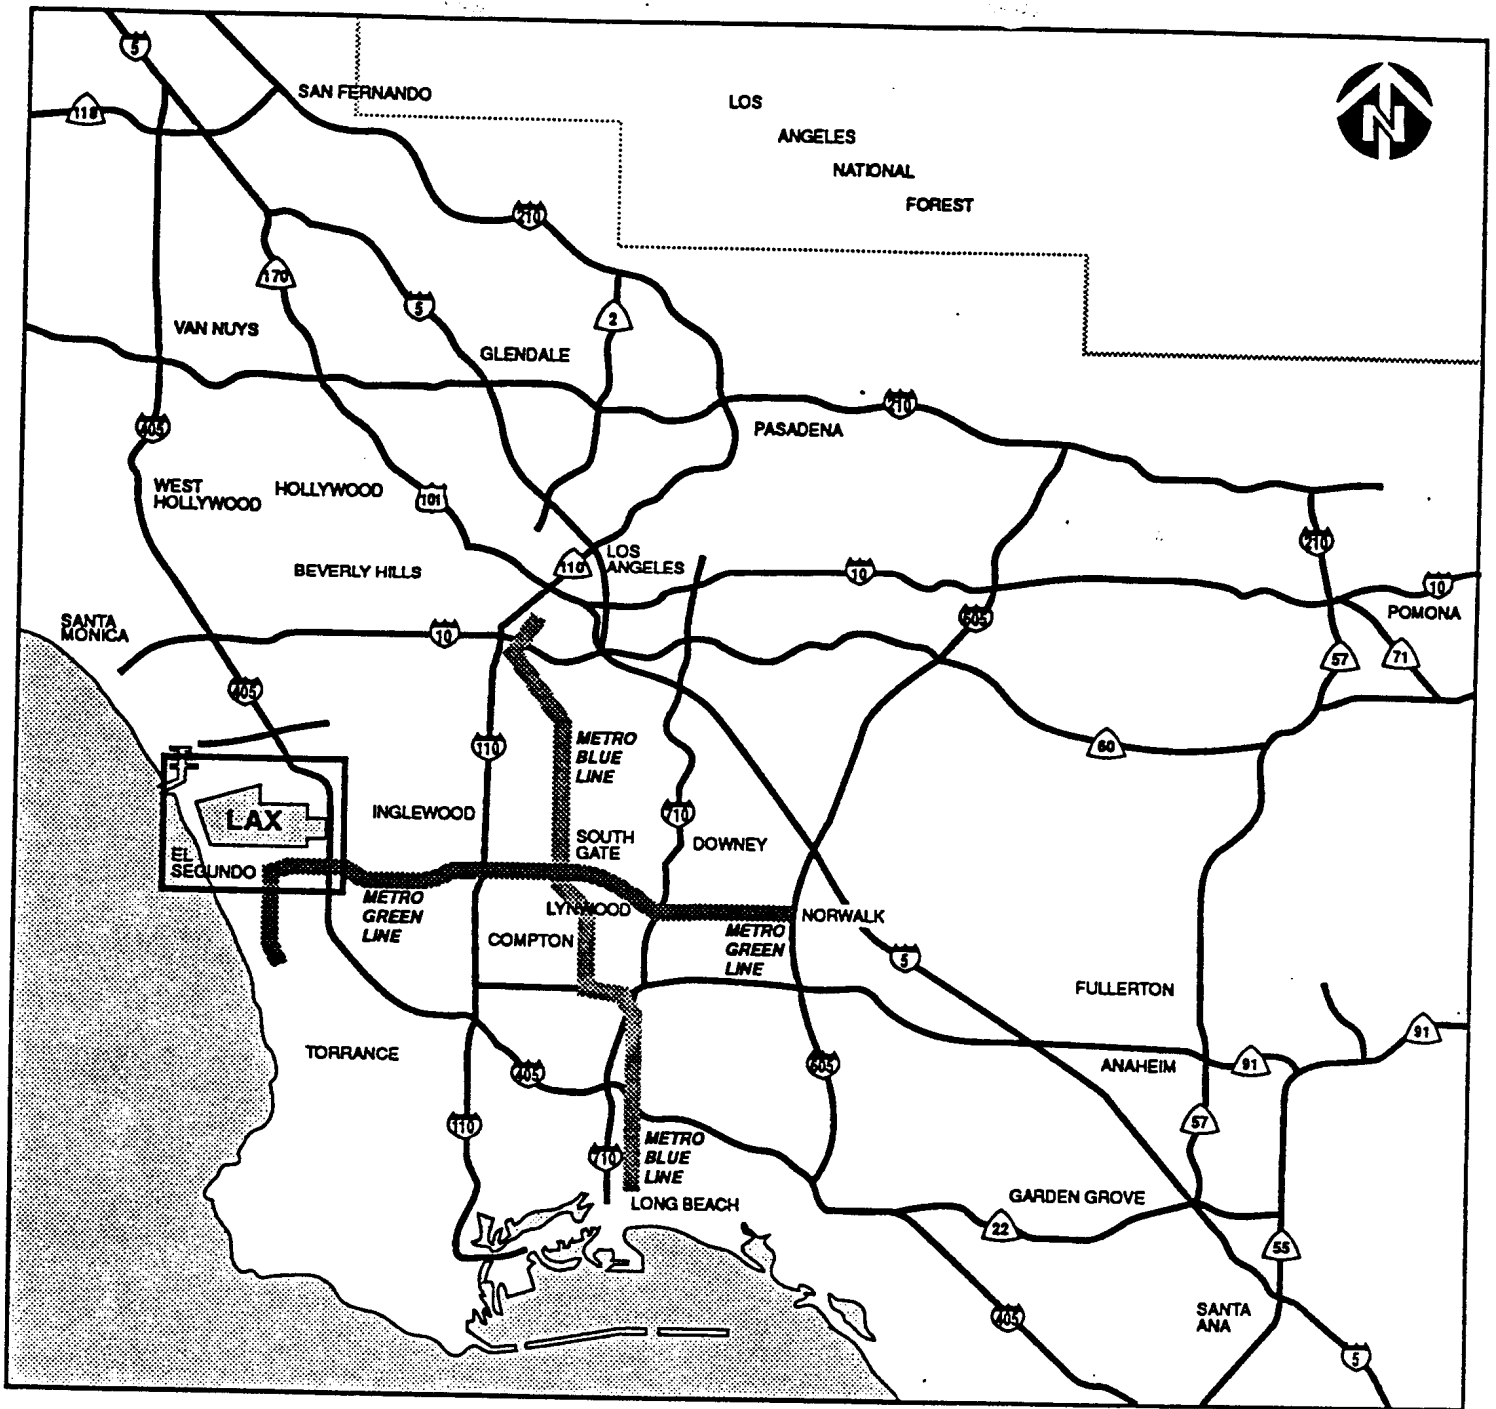 5
118
SAN FERNANDO
LOS
ANGELES
NATIONAL
FOREST
N
210
170
5
2
VAN NUYS
GLENDALE
405
210
PASADENA
WEST
HOLLYWOOD
HOLLYWOOD
101
210
110
LOS
ANGELES
BEVERLY HILLS
10
10
POMONA
SANTA
MONICA
10
605
57
71
405
110
METRO
BLUE
LINE
60
LAX
INGLEWOOD
710
SOUTH
GATE
DOWNEY
EL
SEGUNDO
METRO
GREEN
LINE
LYNWOOD
NORWALK
COMPTON
METRO
GREEN
LINE
5
FULLERTON
TORRANCE
405
605
ANAHEIM
91
91
110
710
METRO
BLUE
LINE
57
LONG BEACH
GARDEN GROVE
22
55
405
SANTA
ANA
5